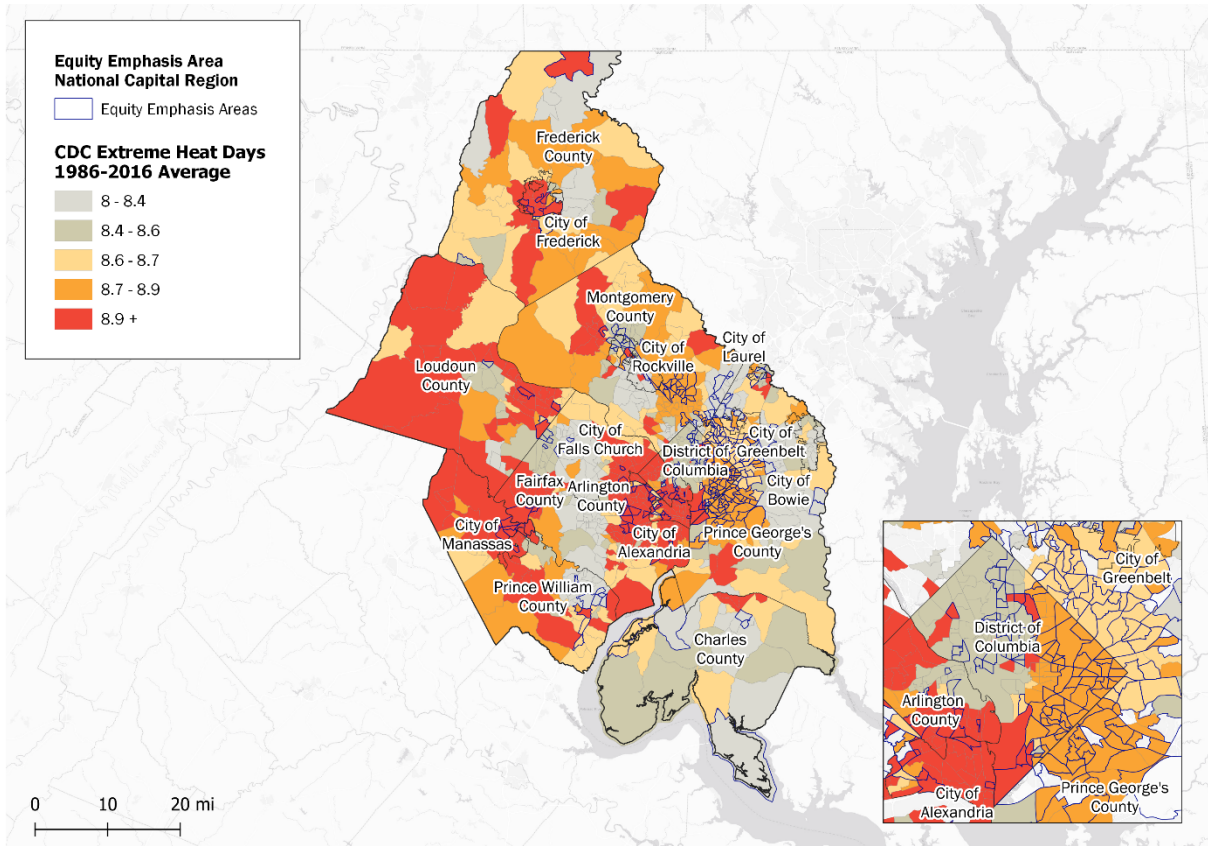 Equity Emphasis Area
National Capital Region
Equity Emphasis Areas
CDC Extreme Heat Days
1986-2016 Average
8 - 8.4
8.4 - 8.6
8.6 - 8.7
8.7 - 8.9
8.9 +
Frederick
County
City of
Frederick
Montgomery
County
City of
Rockville
City of
Laurel
Loudoun
County
City of
Falls Church
District of
Columbia
City of
Greenbelt
Fairfax
County
Arlington
County
City of
Bowie
City of
Manassas
City of
Alexandria
Prince George's
County
Prince William
County
Charles
County
City of
Greenbelt
District of
Columbia
Arlington
County
City of
Alexandria
Prince George's
County
0 10 20 mi